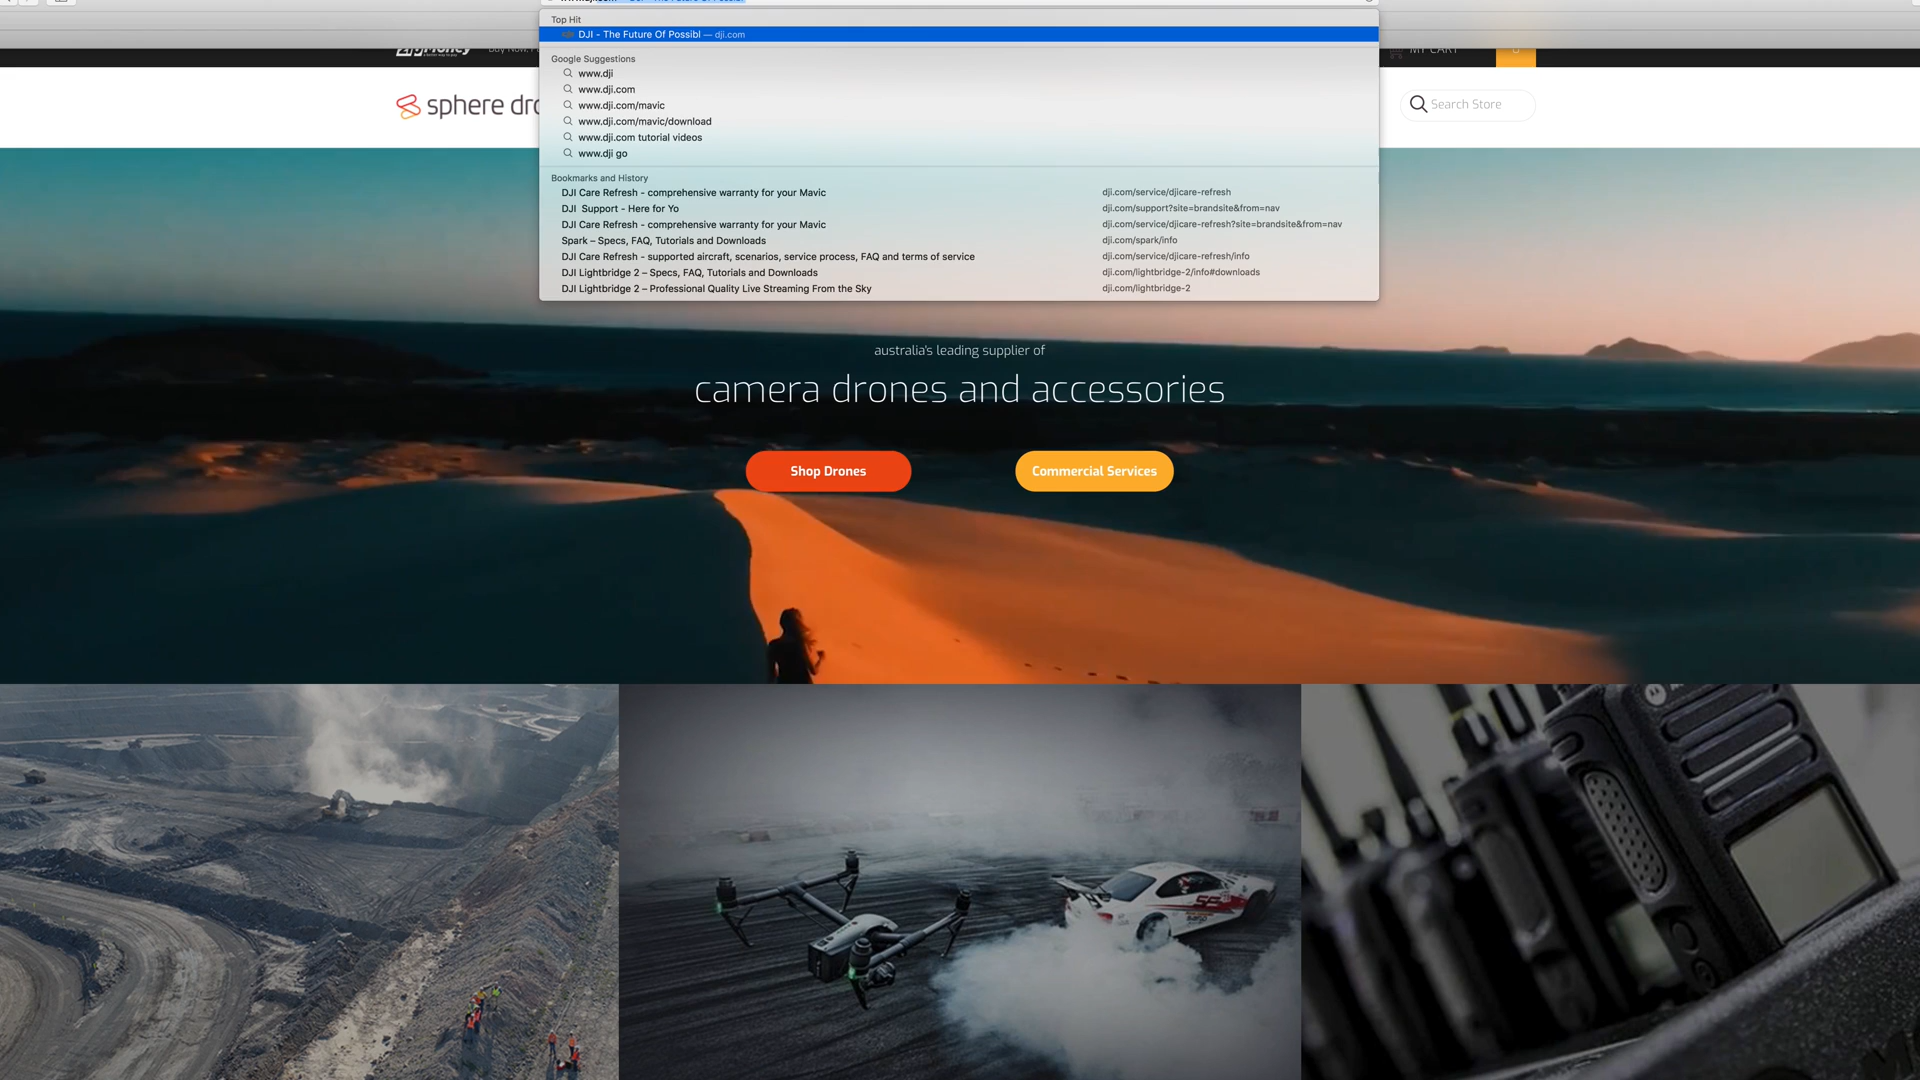 Top Hit
DJI - The Future Of Possibl — dji.com
Google Suggestions
www.dji
www.dji.com
www.dji.com/mavic
www.dji.com/mavic/download
www.dji.com tutorial videos
www.dji go
Bookmarks and History
DJI Care Refresh - comprehensive warranty for your Mavic dji.com/service/djicare-refresh
DJI Support - Here for Yo dji.com/support?site=brandsite&from=nav
DJI Care Refresh - comprehensive warranty for your Mavic dji.com/service/djicare-refresh?site=brandsite&from=nav
Spark – Specs, FAQ, Tutorials and Downloads dji.com/spark/info
DJI Care Refresh - supported aircraft, scenarios, service process, FAQ and terms of service dji.com/service/djicare-refresh/info
DJI Lightbridge 2 – Specs, FAQ, Tutorials and Downloads dji.com/lightbridge-2/info#downloads
DJI Lightbridge 2 – Professional Quality Live Streaming From the Sky dji.com/lightbridge-2
MY CART
sphere dro
Search Store
australia's leading supplier of
camera drones and accessories
Shop Drones
Commercial Services